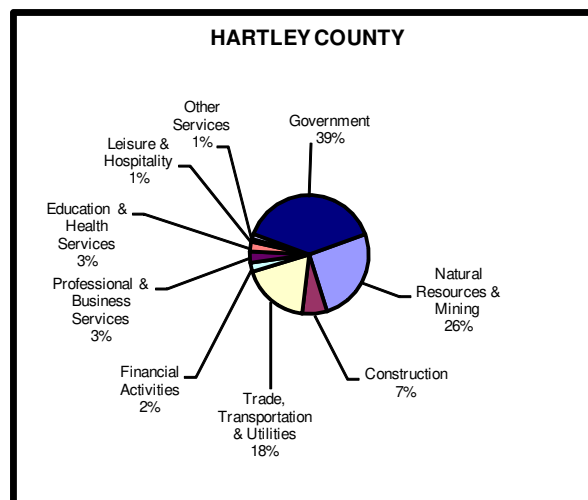 HARTLEY COUNTY
Other
Services
1%
Government
39%
Leisure &
Hospitality
1%
Education &
Health
Services
3%
Professional &
Business
Services
3%
Financial
Activities
2%
Trade,
Transportation
& Utilities
18%
Construction
7%
Natural
Resources &
Mining
26%